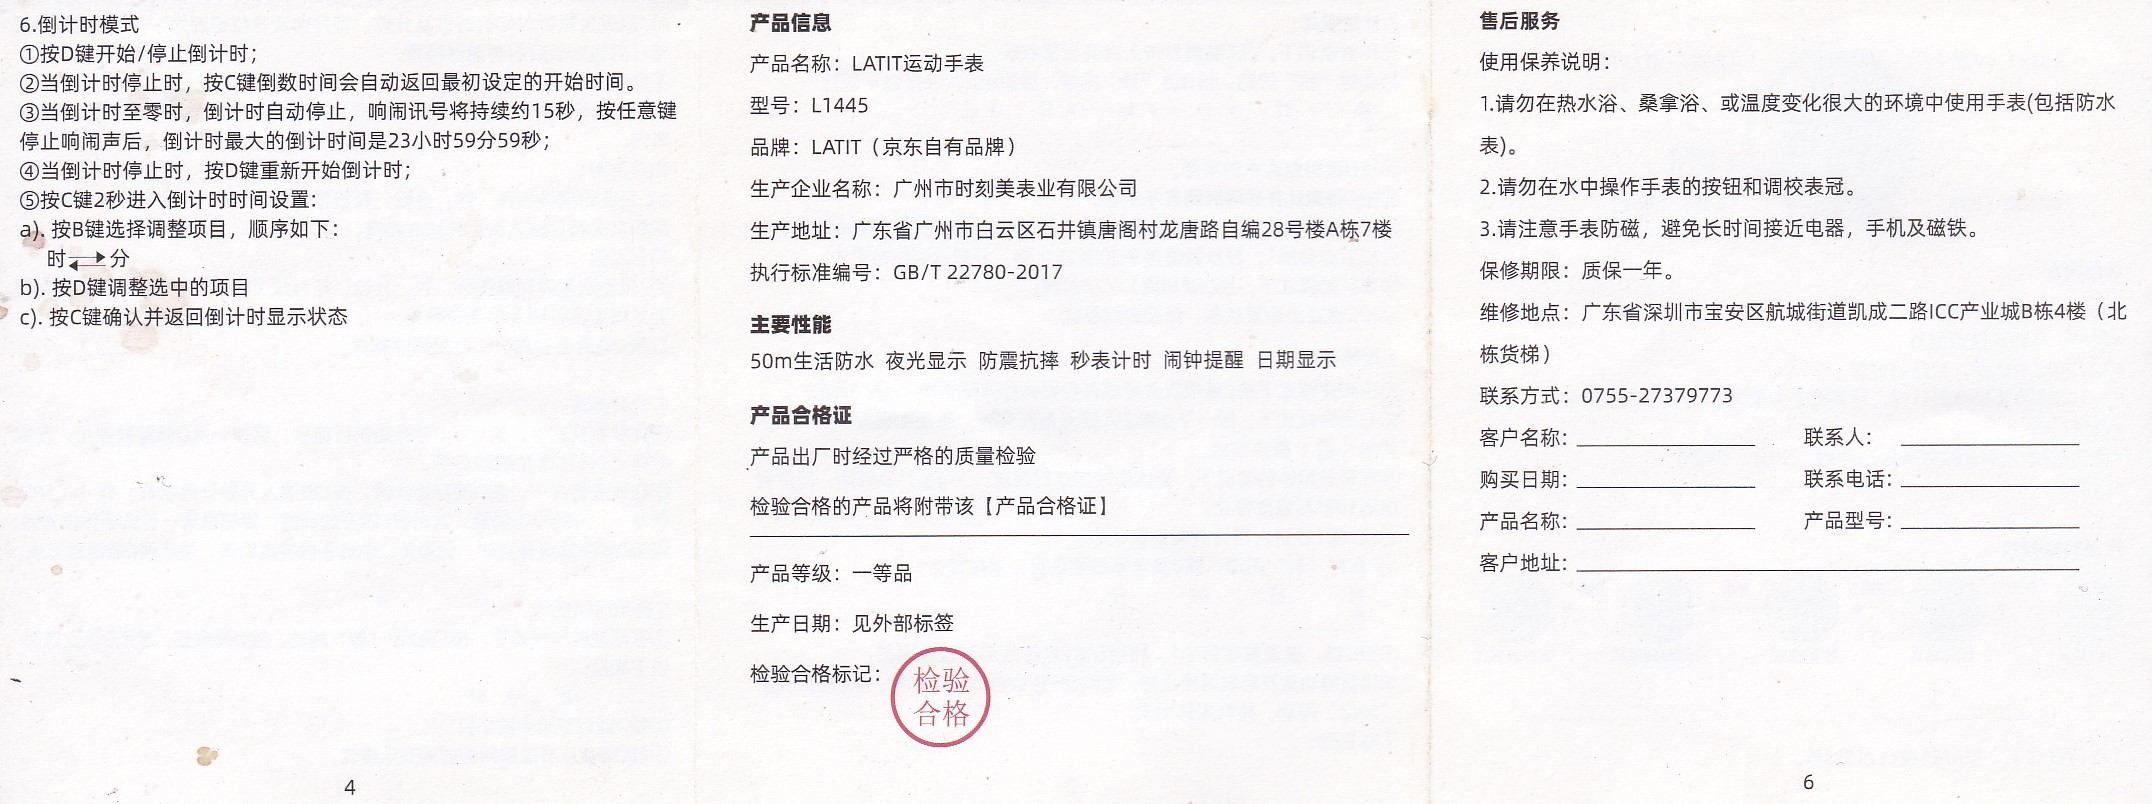 6.倒计时模式
①按D键开始/停止倒计时；
②当倒计时停止时，按C键倒数时间会自动返回最初设定的开始时间。
③当倒计时至零时，倒计时自动停止，响闹讯号将持续约15秒，按任意键
停止响闹声后，倒计时最大的倒计时间是23小时59分59秒；
④当倒计时停止时，按D键重新开始倒计时；
⑤按C键2秒进入倒计时时间设置：
a). 按B键选择调整项目，顺序如下：
时⇄分
b). 按D键调整选中的项目
c). 按C键确认并返回倒计时显示状态
4
产品信息
产品名称：LATIT运动手表
型号：L1445
品牌：LATIT（京东自有品牌）
生产企业名称：广州市时刻美表业有限公司
生产地址：广东省广州市白云区石井镇唐阁村龙唐路自编28号楼A栋7楼
执行标准编号：GB/T 22780-2017
主要性能
50m生活防水 夜光显示 防震抗摔 秒表计时 闹钟提醒 日期显示
产品合格证
产品出厂时经过严格的质量检验
检验合格的产品将附带该【产品合格证】
产品等级：一等品
生产日期：见外部标签
检验合格标记：
检验
合格
售后服务
使用保养说明：
1.请勿在热水浴、桑拿浴、或温度变化很大的环境中使用手表(包括防水
表)。
2.请勿在水中操作手表的按钮和调校表冠。
3.请注意手表防磁，避免长时间接近电器，手机及磁铁。
保修期限：质保一年。
维修地点：广东省深圳市宝安区航城街道凯成二路ICC产业城B栋4楼（北
栋货梯）
联系方式：0755-27379773
客户名称： 联系人：
购买日期： 联系电话：
产品名称： 产品型号：
客户地址：
6